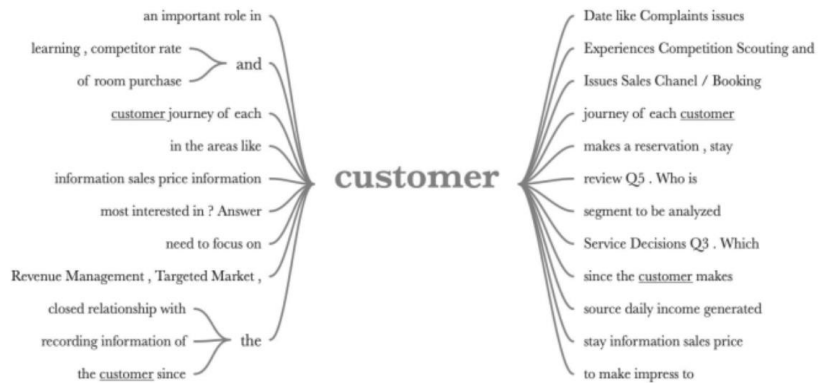 an important role in
learning , competitor rate
of room purchase
and
customer journey of each
in the areas like
information sales price information
most interested in ? Answer
need to focus on
Revenue Management , Targeted Market ,
closed relationship with
recording information of
the customer since
the
customer
Date like Complaints issues
Experiences Competition Scouting and
Issues Sales Chanel / Booking
journey of each customer
makes a reservation , stay
review Q5 . Who is
segment to be analyzed
Service Decisions Q3 . Which
since the customer makes
source daily income generated
stay information sales price
to make impress to